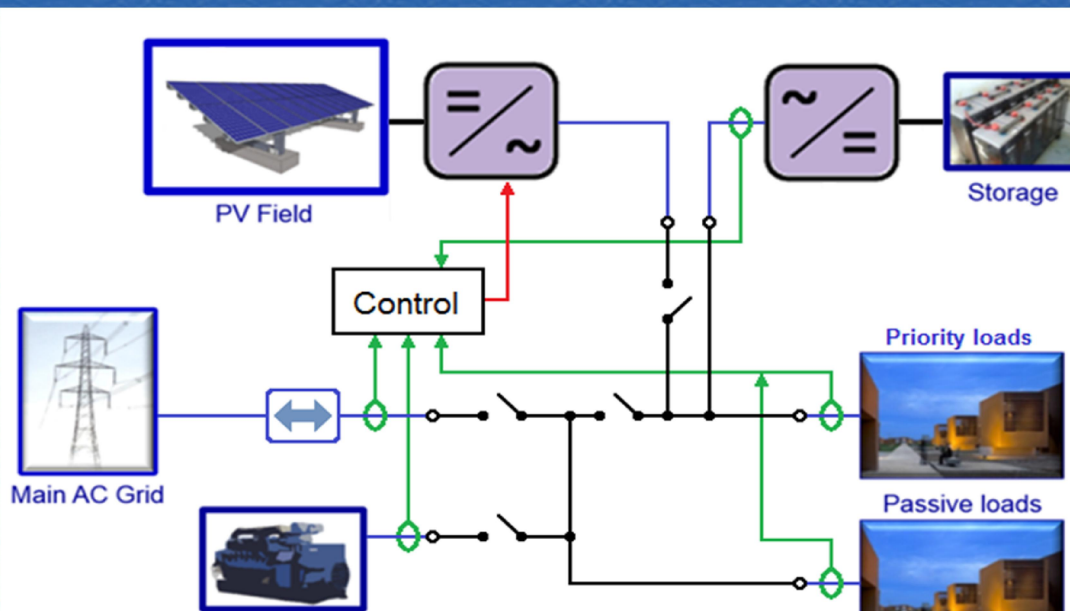 PV Field
Storage
Control
Priority loads
Main AC Grid
Passive loads